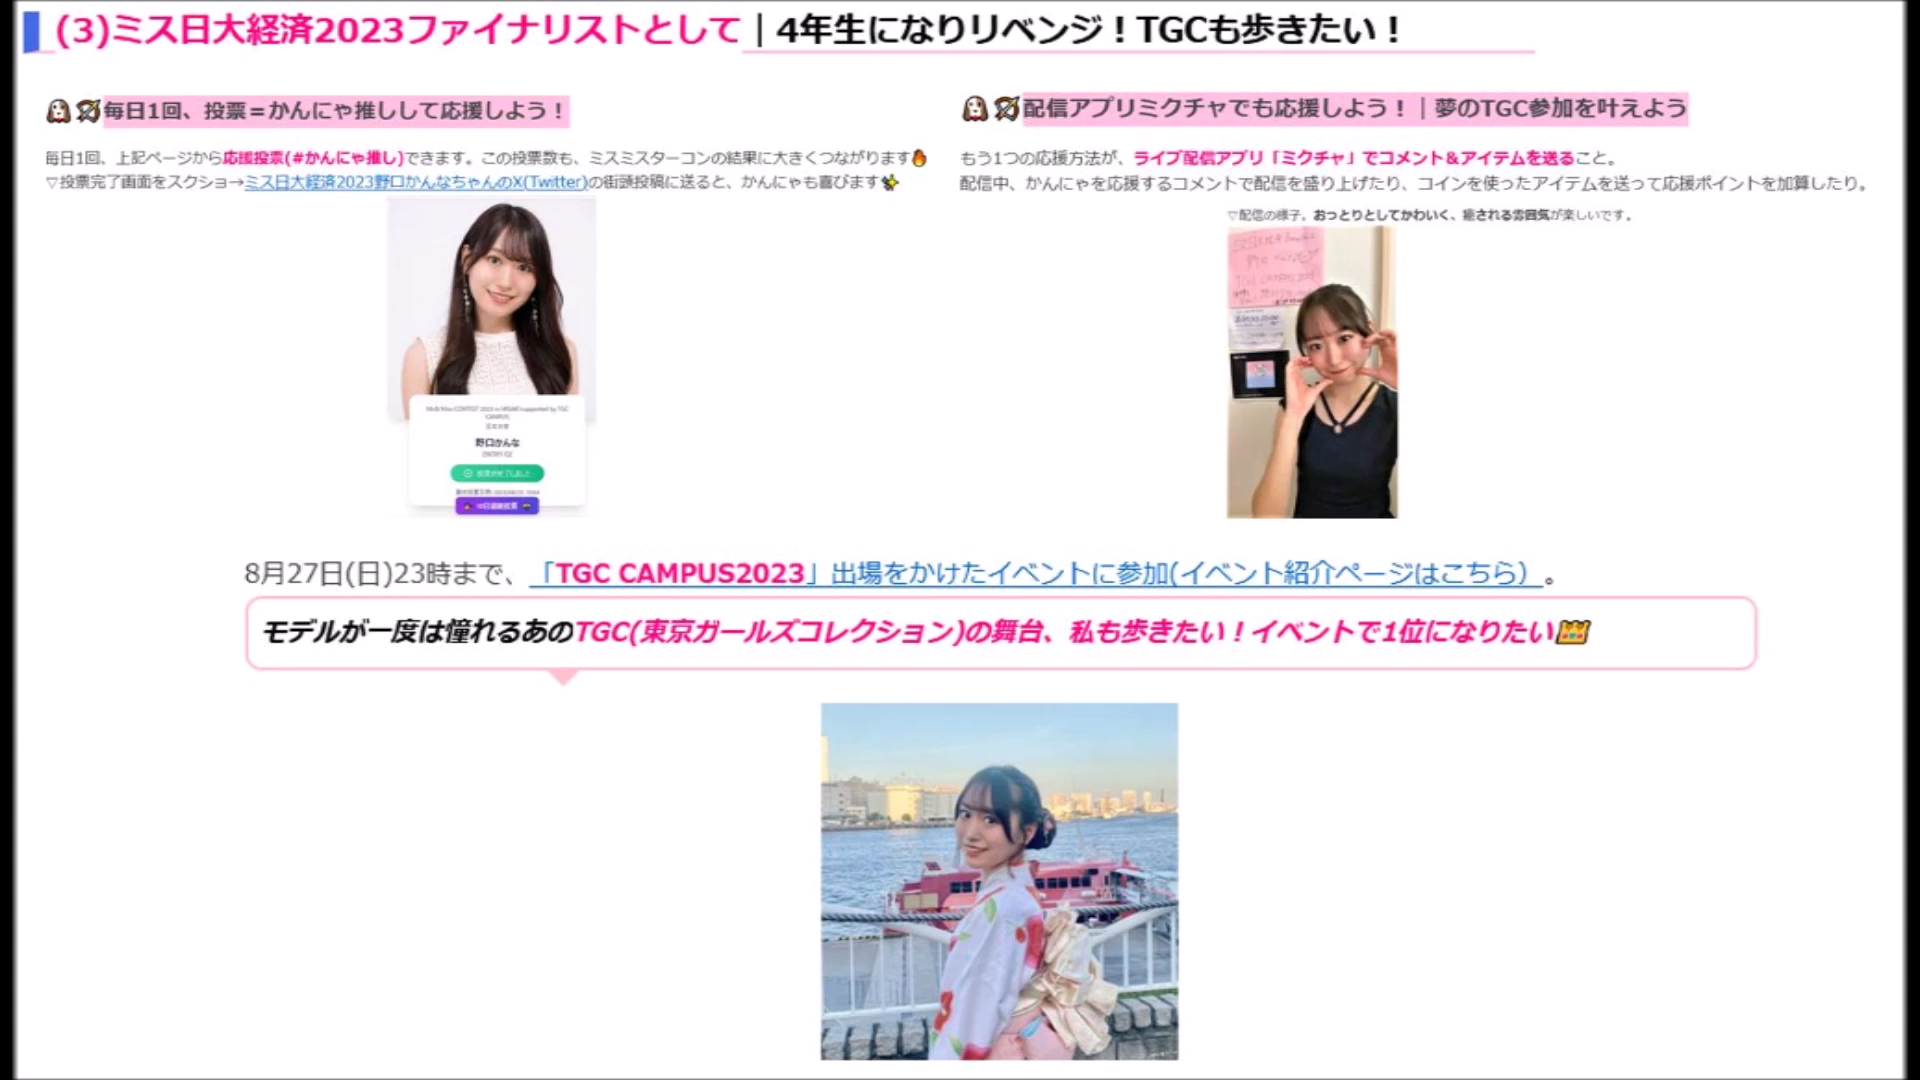 (3)ミス日大経済2023ファイナリストとして｜4年生になりリベンジ！TGCも歩きたい！
毎日1回、投票＝かんにゃ推しして応援しよう！
毎日1回、上記ページから応援投票(#かんにゃ推し)できます。この投票数も、ミスミスターコンの結果に大きくつながります🔥
▽投票完了画面をスクショ→ミス日大経済2023野口かんなちゃんのX(Twitter)の街頭投稿に送ると、かんにゃも喜びます
野口かんな
ENTRY 02
投票が完了しました
配信アプリミクチャでも応援しよう！｜夢のTGC参加を叶えよう
もう1つの応援方法が、ライブ配信アプリ「ミクチャ」でコメント＆アイテムを送ること。
配信中、かんにゃを応援するコメントで配信を盛り上げたり、コインを使ったアイテムを送って応援ポイントを加算したり。
▽配信の様子。おっとりとしてかわいく、癒される雰囲気が楽しいです。
8月27日(日)23時まで、「TGC CAMPUS2023」出場をかけたイベントに参加(イベント紹介ページはこちら）。
モデルが一度は憧れるあのTGC(東京ガールズコレクション)の舞台、私も歩きたい！イベントで1位になりたい